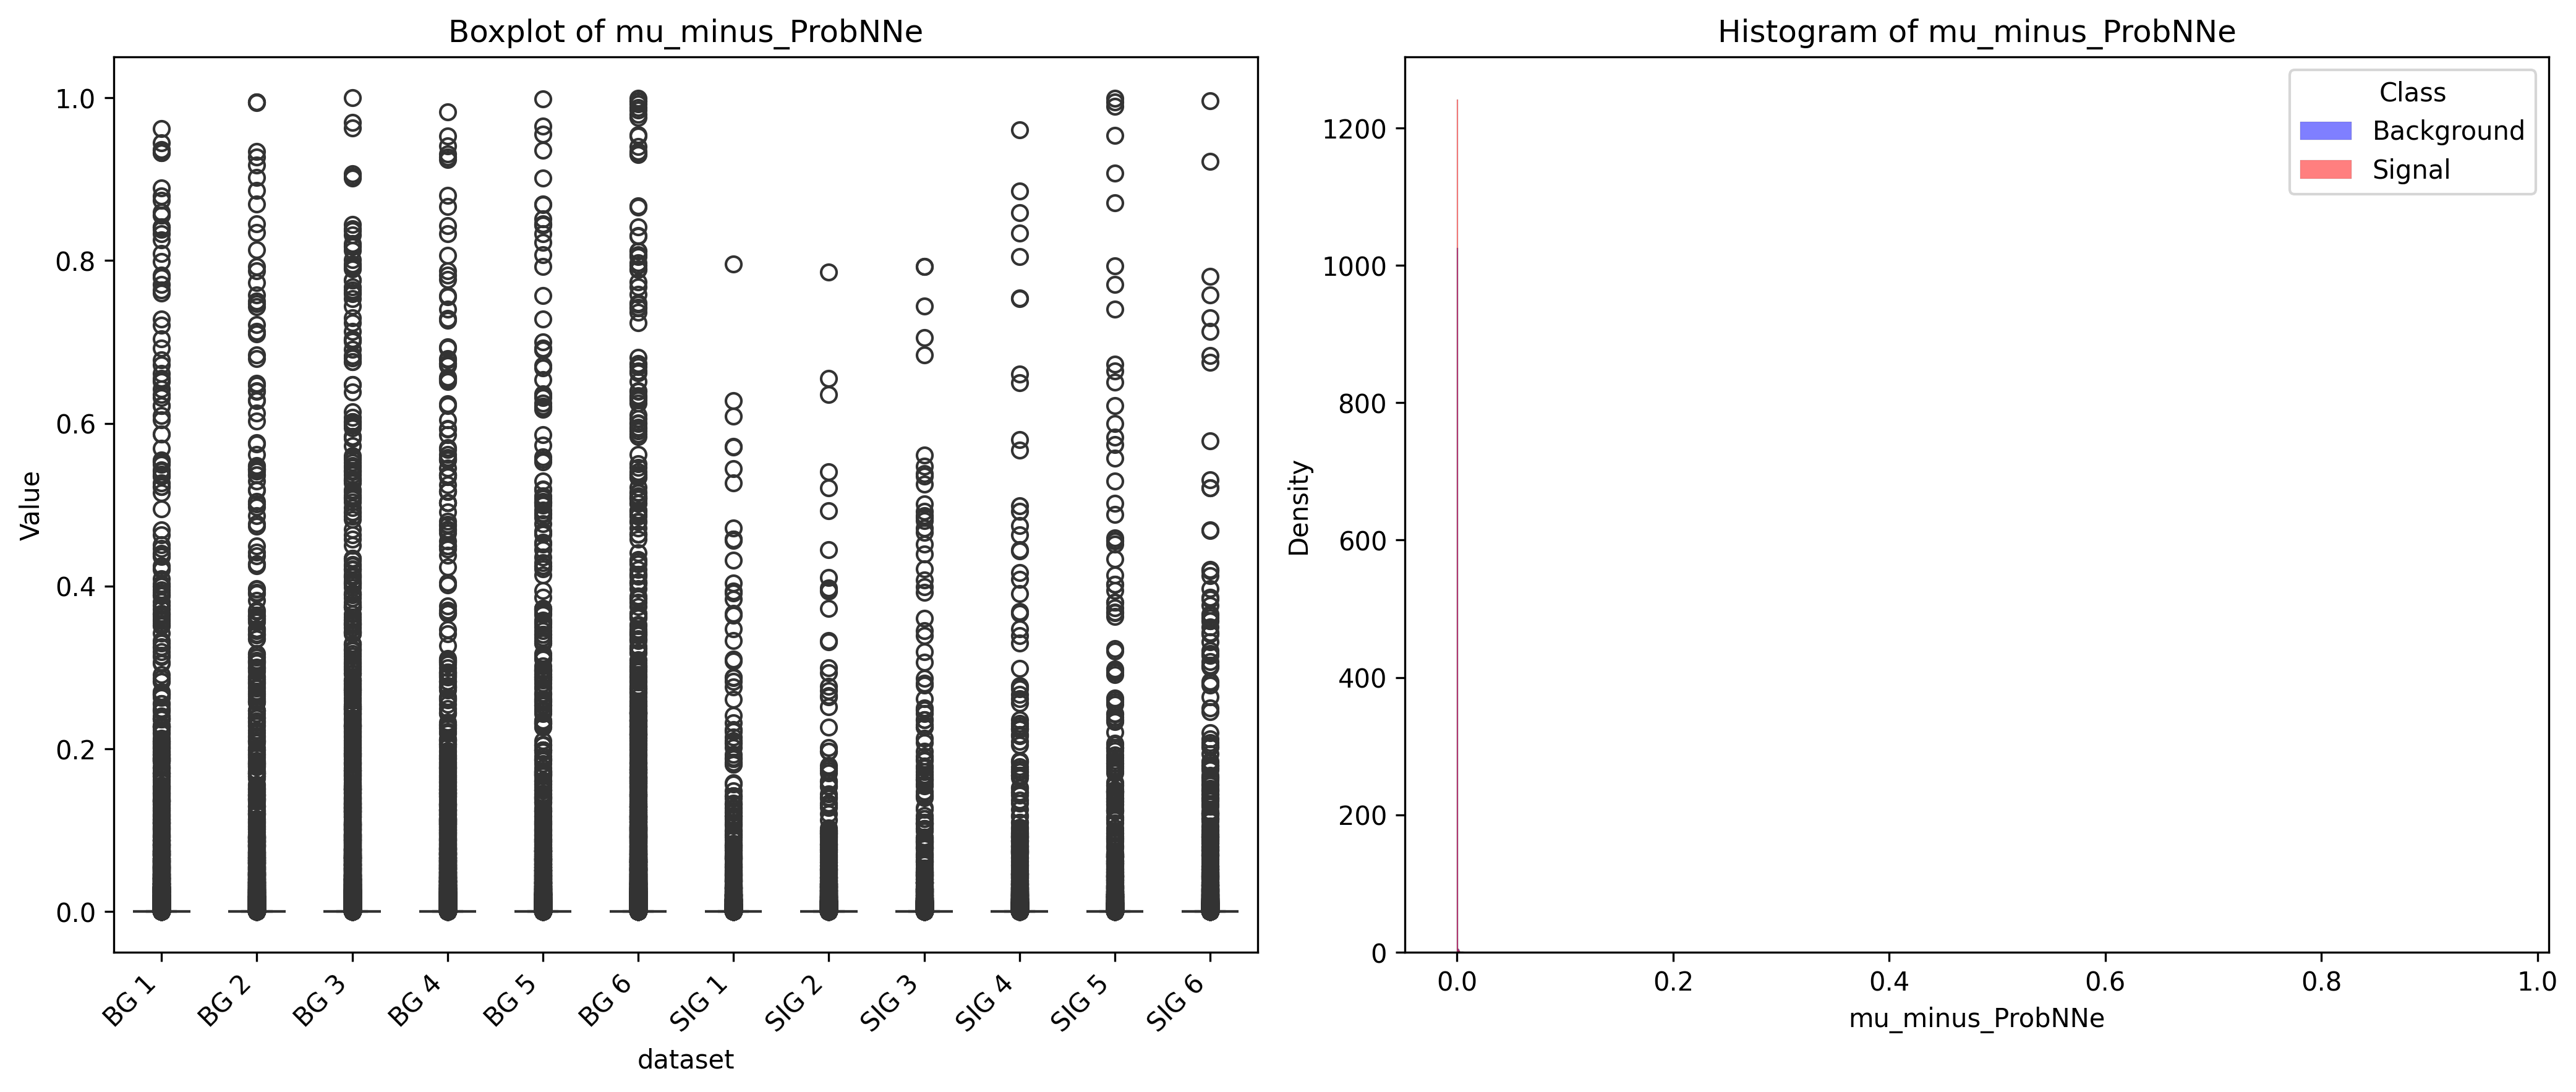 Boxplot of mu_minus_ProbNNe
Value
1.0
0.8
0.6
0.4
0.2
0.0
BG 1
BG 2
BG 3
BG 4
BG 5
BG 6
SIG 1
SIG 2
SIG 3
SIG 4
SIG 5
SIG 6
dataset
Histogram of mu_minus_ProbNNe
Class
Background
Signal
Density
1200
1000
800
600
400
200
0
0.0 0.2 0.4 0.6 0.8 1.0
mu_minus_ProbNNe